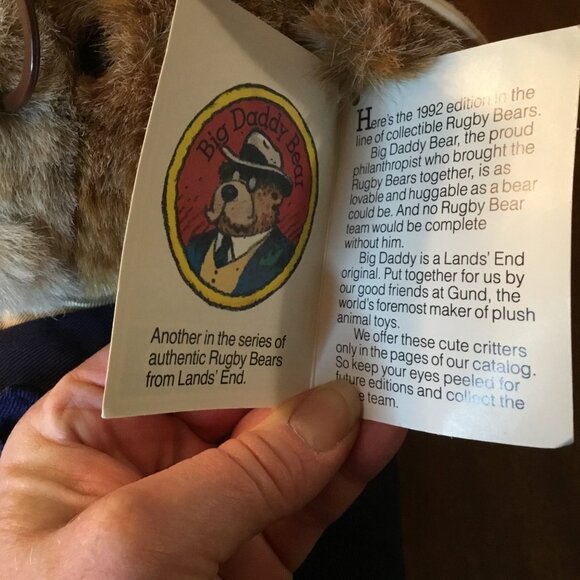 Big Daddy Bear
Another in the series of
authentic Rugby Bears
from Lands' End.
Here's the 1992 edition in the
line of collectible Rugby Bears.
Big Daddy Bear, the proud
philanthropist who brought the
Rugby Bears together, is as
lovable and huggable as a bear
could be. And no Rugby Bear
team would be complete
without him.
Big Daddy is a Lands' End
original. Put together for us by
our good friends at Gund, the
world's foremost maker of plush
animal toys.
We offer these cute critters
only in the pages of our catalog.
So keep your eyes peeled for
future editions and collect the
team.